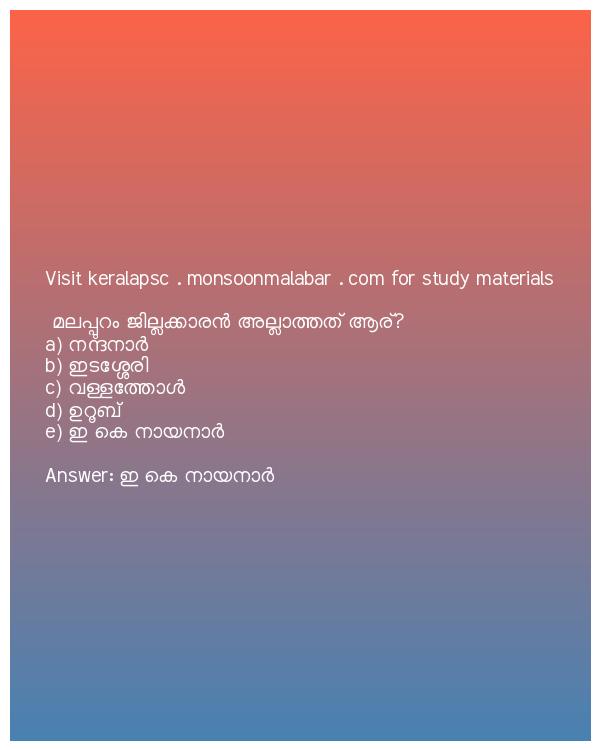 Visit keralapsc . monsoonmalabar . com for study materials
മലപ്പുറം ജില്ലക്കാരൻ അല്ലാത്തത് ആര്?
a) നന്ദനാർ
b) ഇടശ്ശേരി
c) വള്ളത്തോൾ
d) ഉറൂബ്
e) ഇ കെ നായനാർ
Answer: ഇ കെ നായനാർ